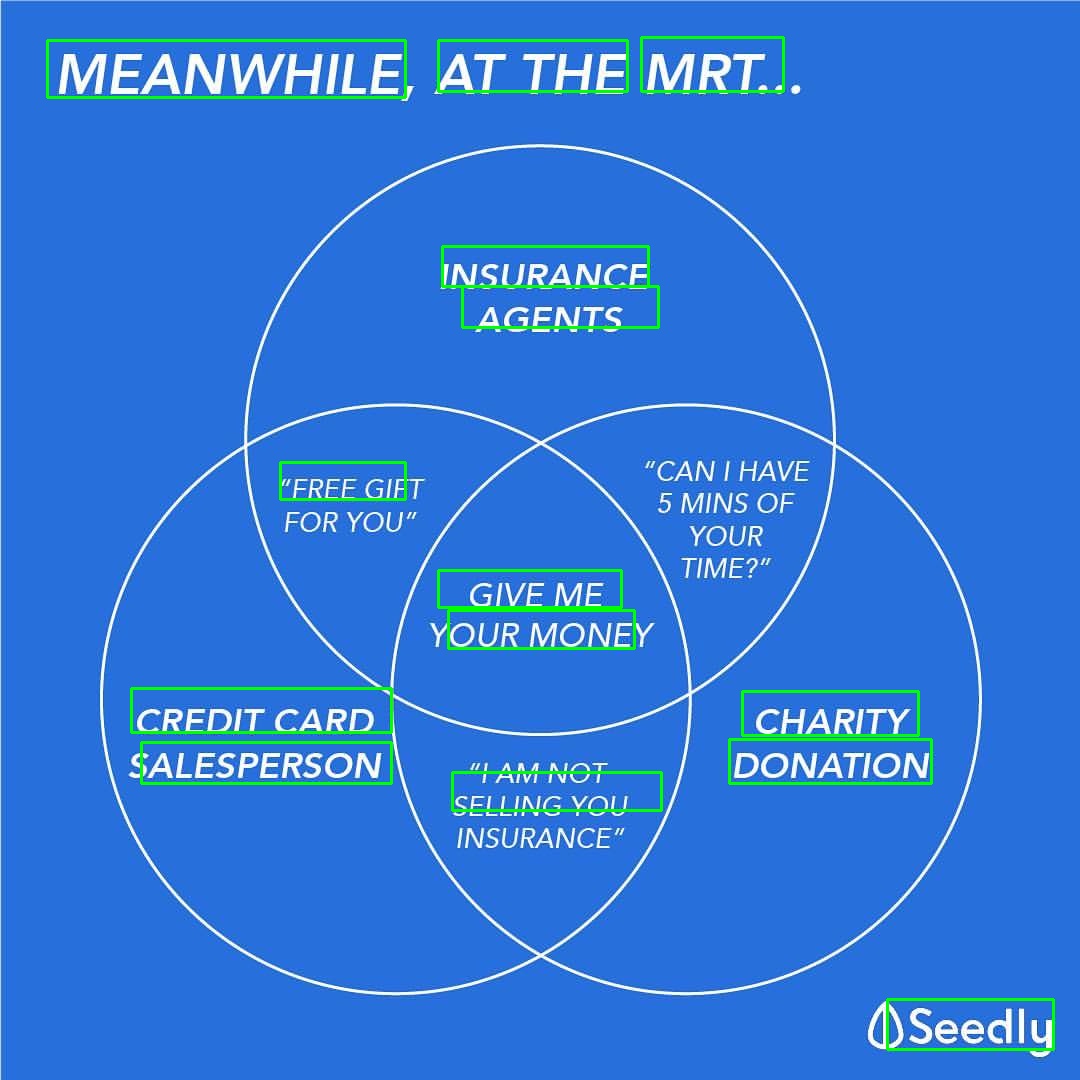 MEANWHILE, AT THE MRT...
INSURANCE
AGENTS
“FREE GIFT
FOR YOU”
“CAN I HAVE
5 MINS OF
YOUR
TIME?”
GIVE ME
YOUR MONEY
CREDIT CARD
SALESPERSON
CHARITY
DONATION
“I AM NOT
SELLING YOU
INSURANCE”
Seedly